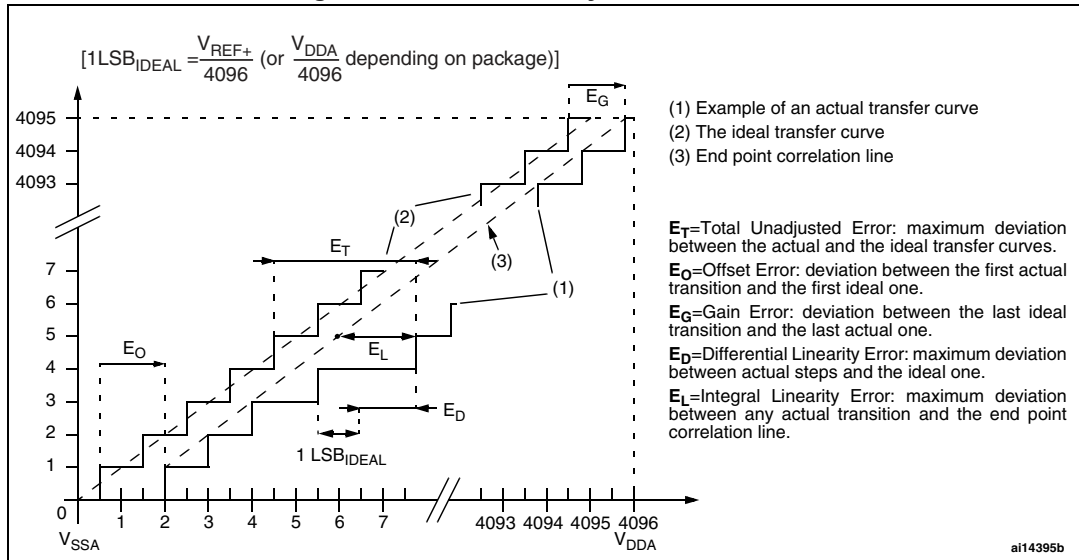 [1LSB_IDEAL = V_REF+/4096 (or V_DDA/4096 depending on package)]
E_G
4095
4094
4093
(1) Example of an actual transfer curve
(2) The ideal transfer curve
(3) End point correlation line
(2)
E_T
(3)
(1)
7
6
5
4
3
2
1
0
E_O
E_L
E_D
1 LSB_IDEAL
E_T=Total Unadjusted Error: maximum deviation
between the actual and the ideal transfer curves.
E_O=Offset Error: deviation between the first actual
transition and the first ideal one.
E_G=Gain Error: deviation between the last ideal
transition and the last actual one.
E_D=Differential Linearity Error: maximum deviation
between actual steps and the ideal one.
E_L=Integral Linearity Error: maximum deviation
between any actual transition and the end point
correlation line.
1 2 3 4 5 6 7 4093 4094 4095 4096
V_SSA V_DDA
ai14395b